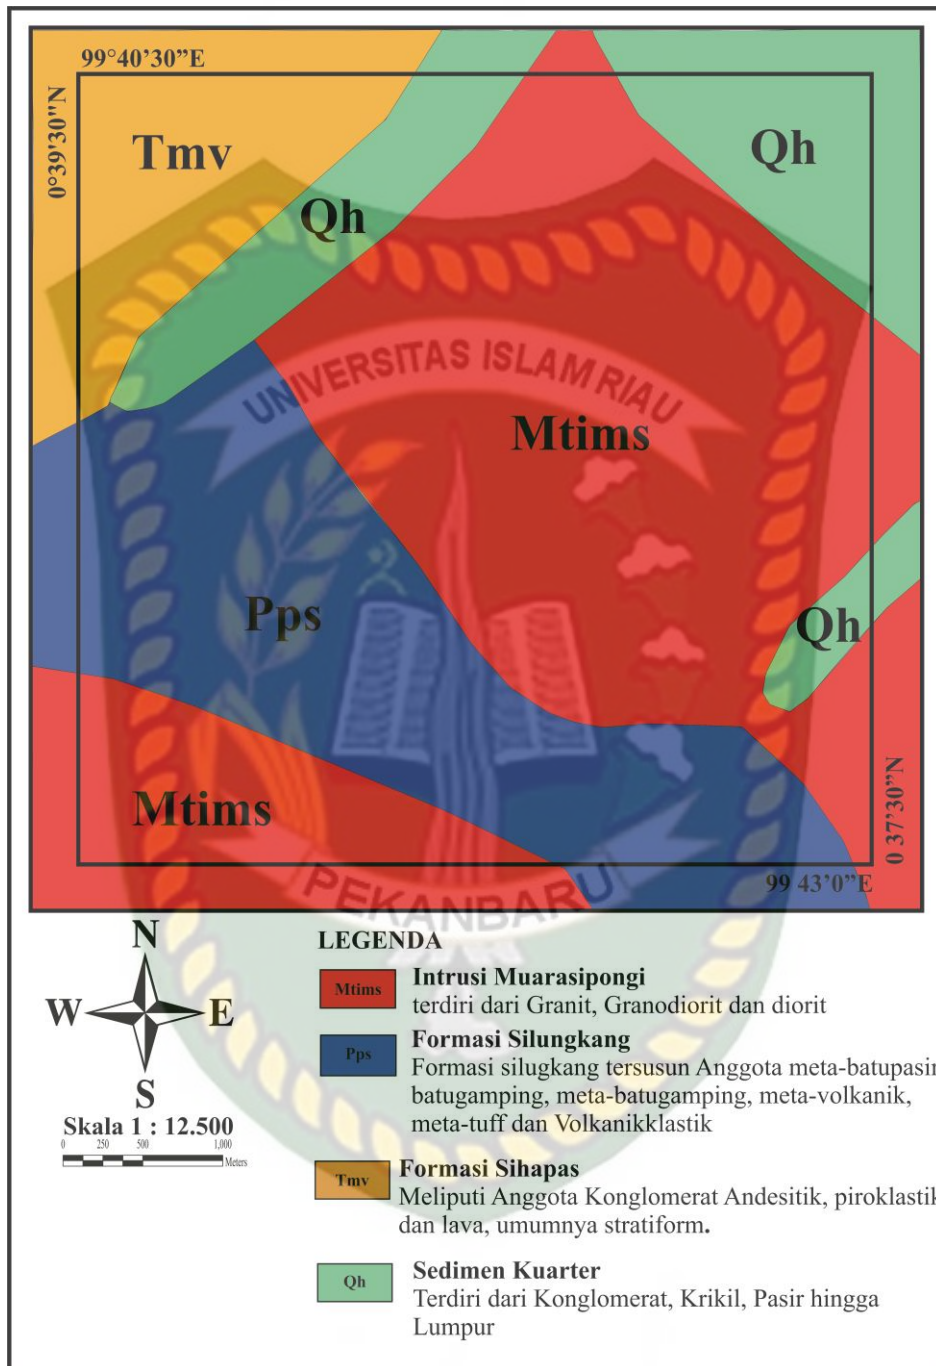 99°40'30"E
0°39'30"N
Tmv
Qh
Qh
UNIVERSITAS ISLAM RIAU
Mtims
Pps
Qh
Mtims
0 37'30"N
PEKANBARU
99 43'0"E
N
W E
S
Skala 1 : 12.500
0 250 500 1,000
Meters
LEGENDA
Mtims Intrusi Muarasipongi
terdiri dari Granit, Granodiorit dan diorit
Pps Formasi Silungkang
Formasi silugkang tersusun Anggota meta-batupasir
batugamping, meta-batugamping, meta-volkanik,
meta-tuff dan Volkanikklastik
Tmv Formasi Sihapas
Meliputi Anggota Konglomerat Andesitik, piroklastik
dan lava, umumnya stratiform.
Qh Sedimen Kuarter
Terdiri dari Konglomerat, Krikil, Pasir hingga
Lumpur